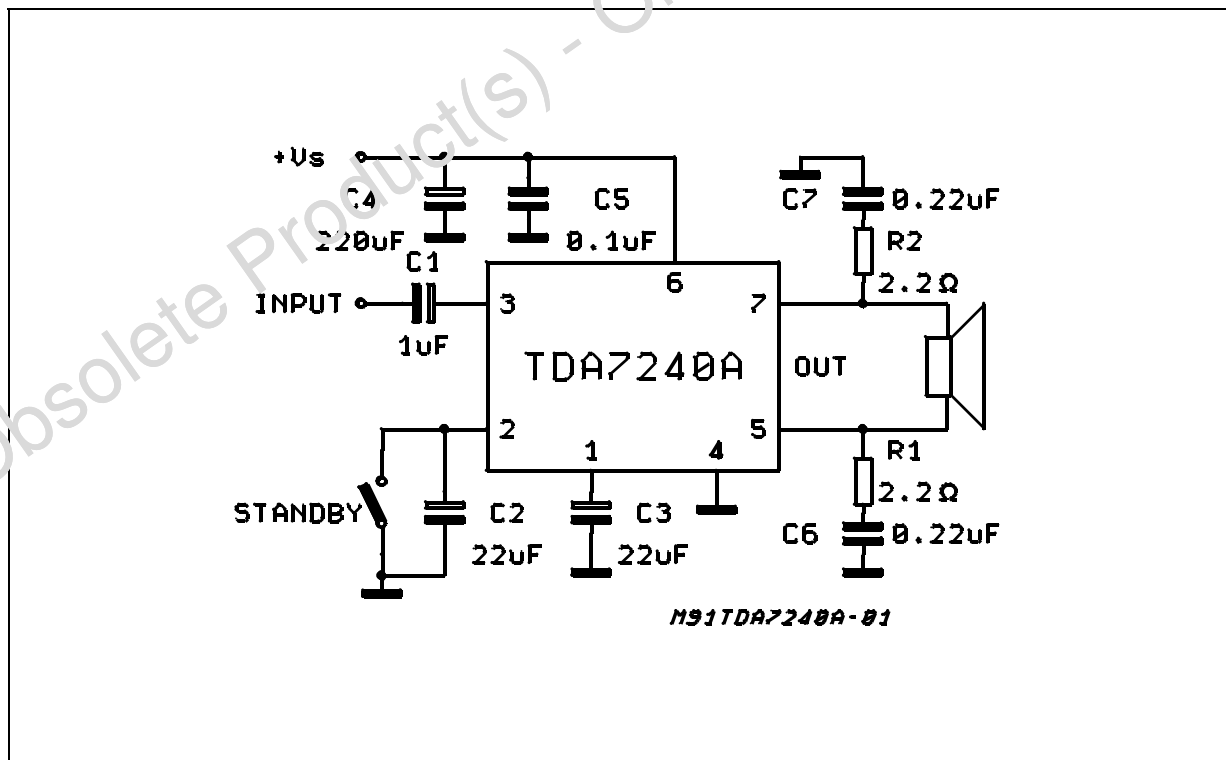 Obsolete Product(s) - O
+Vs
C4
220uF
C5
0.1uF
C7
0.22uF
R2
2.2Ω
C1
INPUT
1uF
3
6
7
TDA7240A
OUT
2
1
4
5
R1
2.2Ω
STANDBY
C2
22uF
C3
22uF
C6
0.22uF
M91TDA7240A-01